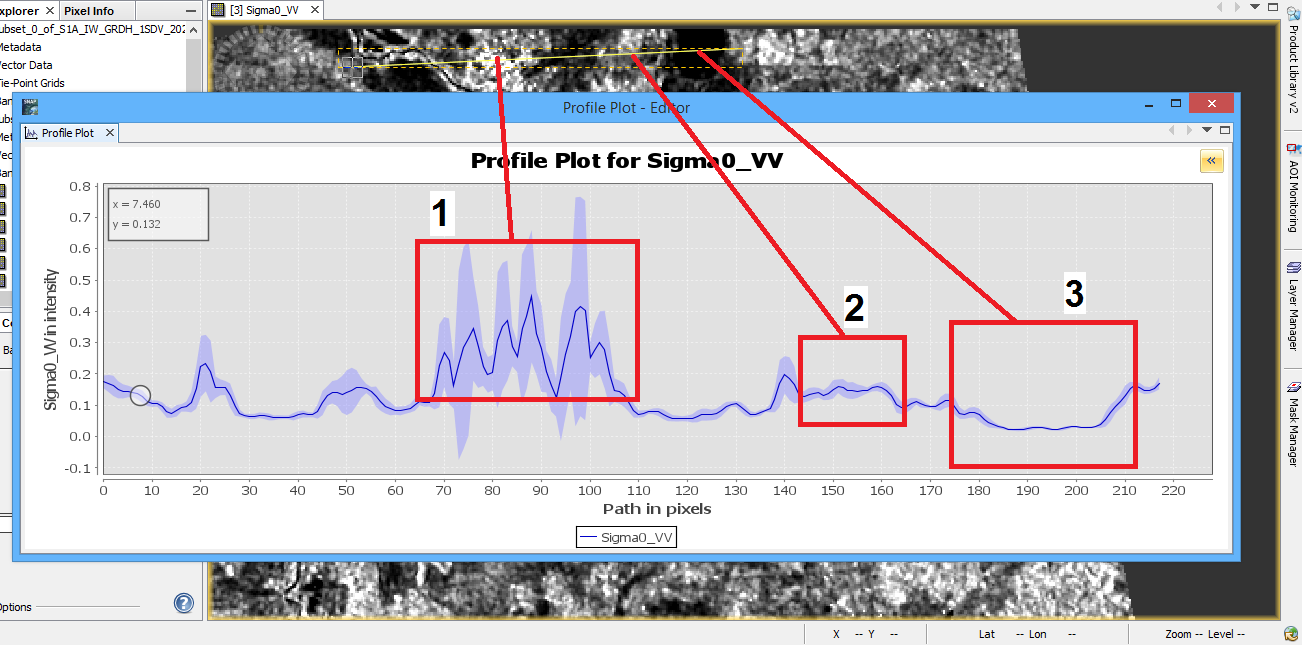 xplorer
Pixel Info
[3] Sigma0_VV
ubset_0_of_S1A_IW_GRDH_1SDV_202
Metadata
Vector Data
Tie-Point Grids
Product Library v2
AOI Monitoring
Layer Manager
Mask Manager
SNAP
Profile Plot - Editor
Profile Plot
Profile Plot for Sigma0_VV
«
x = 7.460
y = 0.132
1
2
3
0.8
0.7
0.6
0.5
0.4
0.3
0.2
0.1
0.0
-0.1
Sigma0_VV in intensity
0 10 20 30 40 50 60 70 80 90 100 110 120 130 140 150 160 170 180 190 200 210 220
Path in pixels
Sigma0_VV
ptions
?
X -- Y -- Lat -- Lon -- Zoom -- Level --